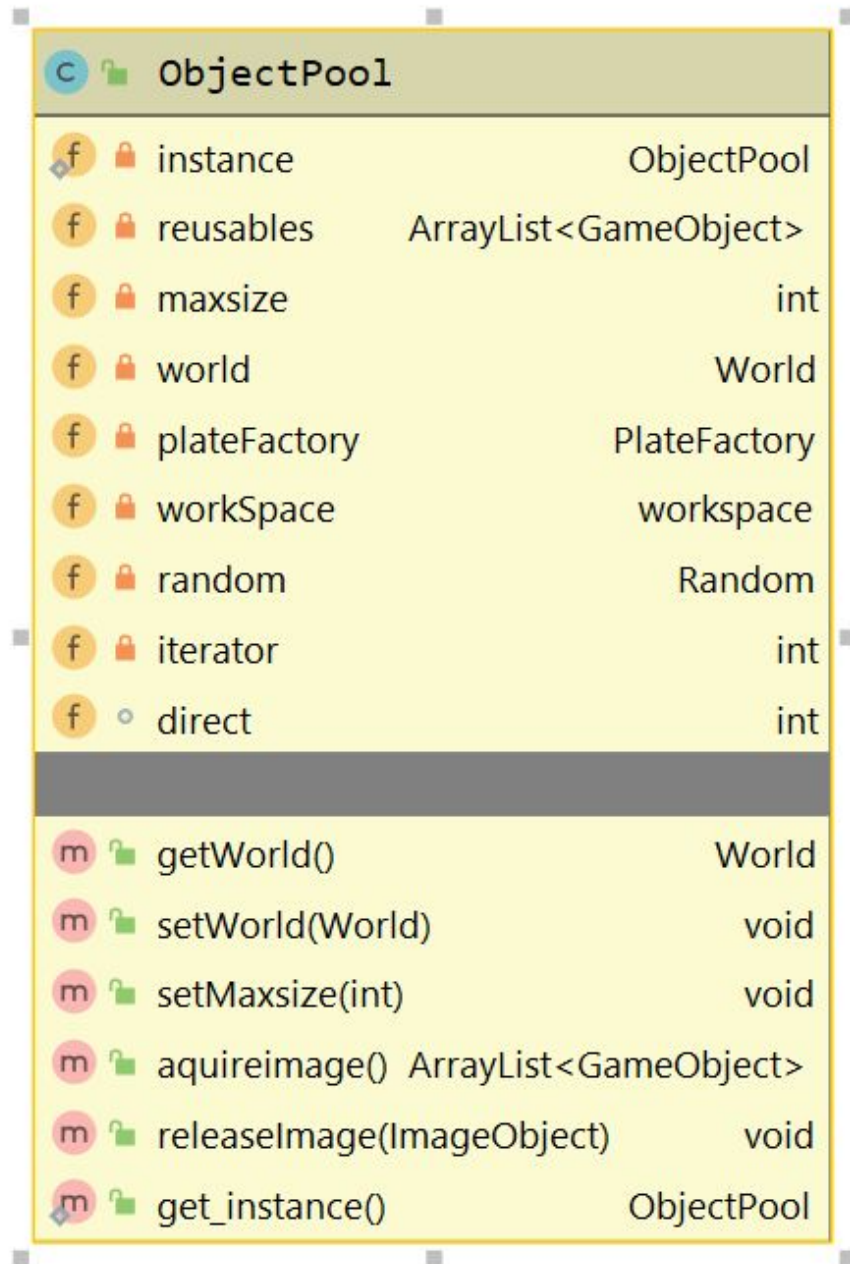 C ObjectPool
f instance ObjectPool
f reusables ArrayList<GameObject>
f maxsize int
f world World
f plateFactory PlateFactory
f workSpace workspace
f random Random
f iterator int
f direct int
m getWorld() World
m setWorld(World) void
m setMaxsize(int) void
m aquireimage() ArrayList<GameObject>
m releaseImage(ImageObject) void
m get_instance() ObjectPool